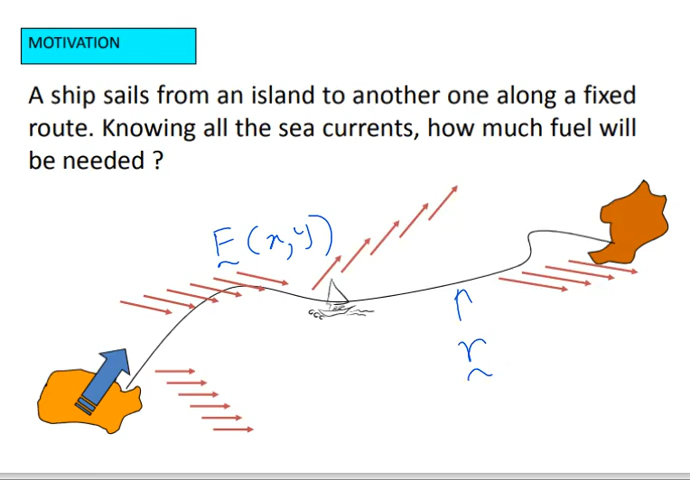 MOTIVATION
A ship sails from an island to another one along a fixed
route. Knowing all the sea currents, how much fuel will
be needed ?
F (x, y)
r